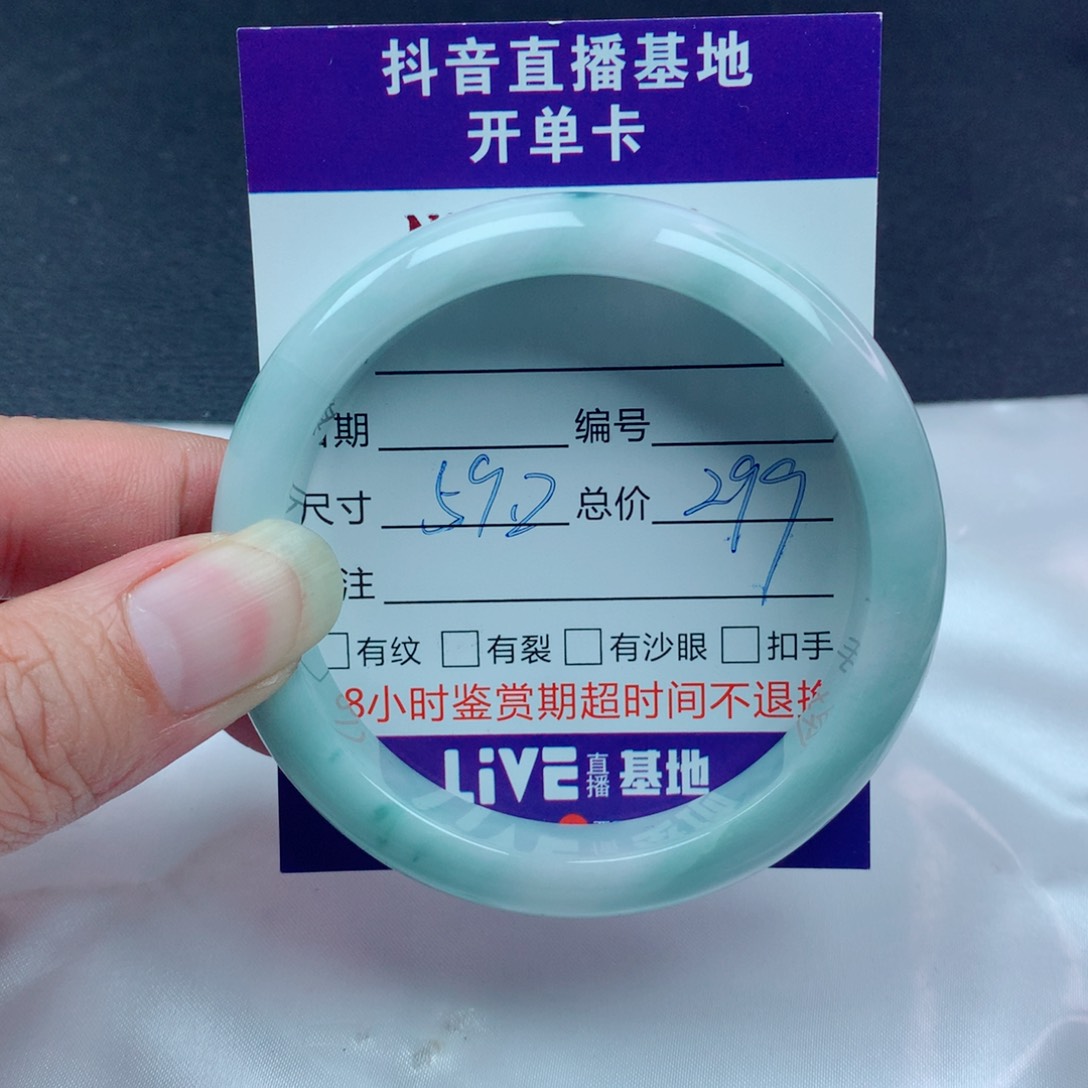 抖音直播基地
开单卡
期 编号
尺寸 59.2 总价 299
注
有纹 有裂 有沙眼 扣手
8小时鉴赏期超时间不退换
LiVE 直播 基地